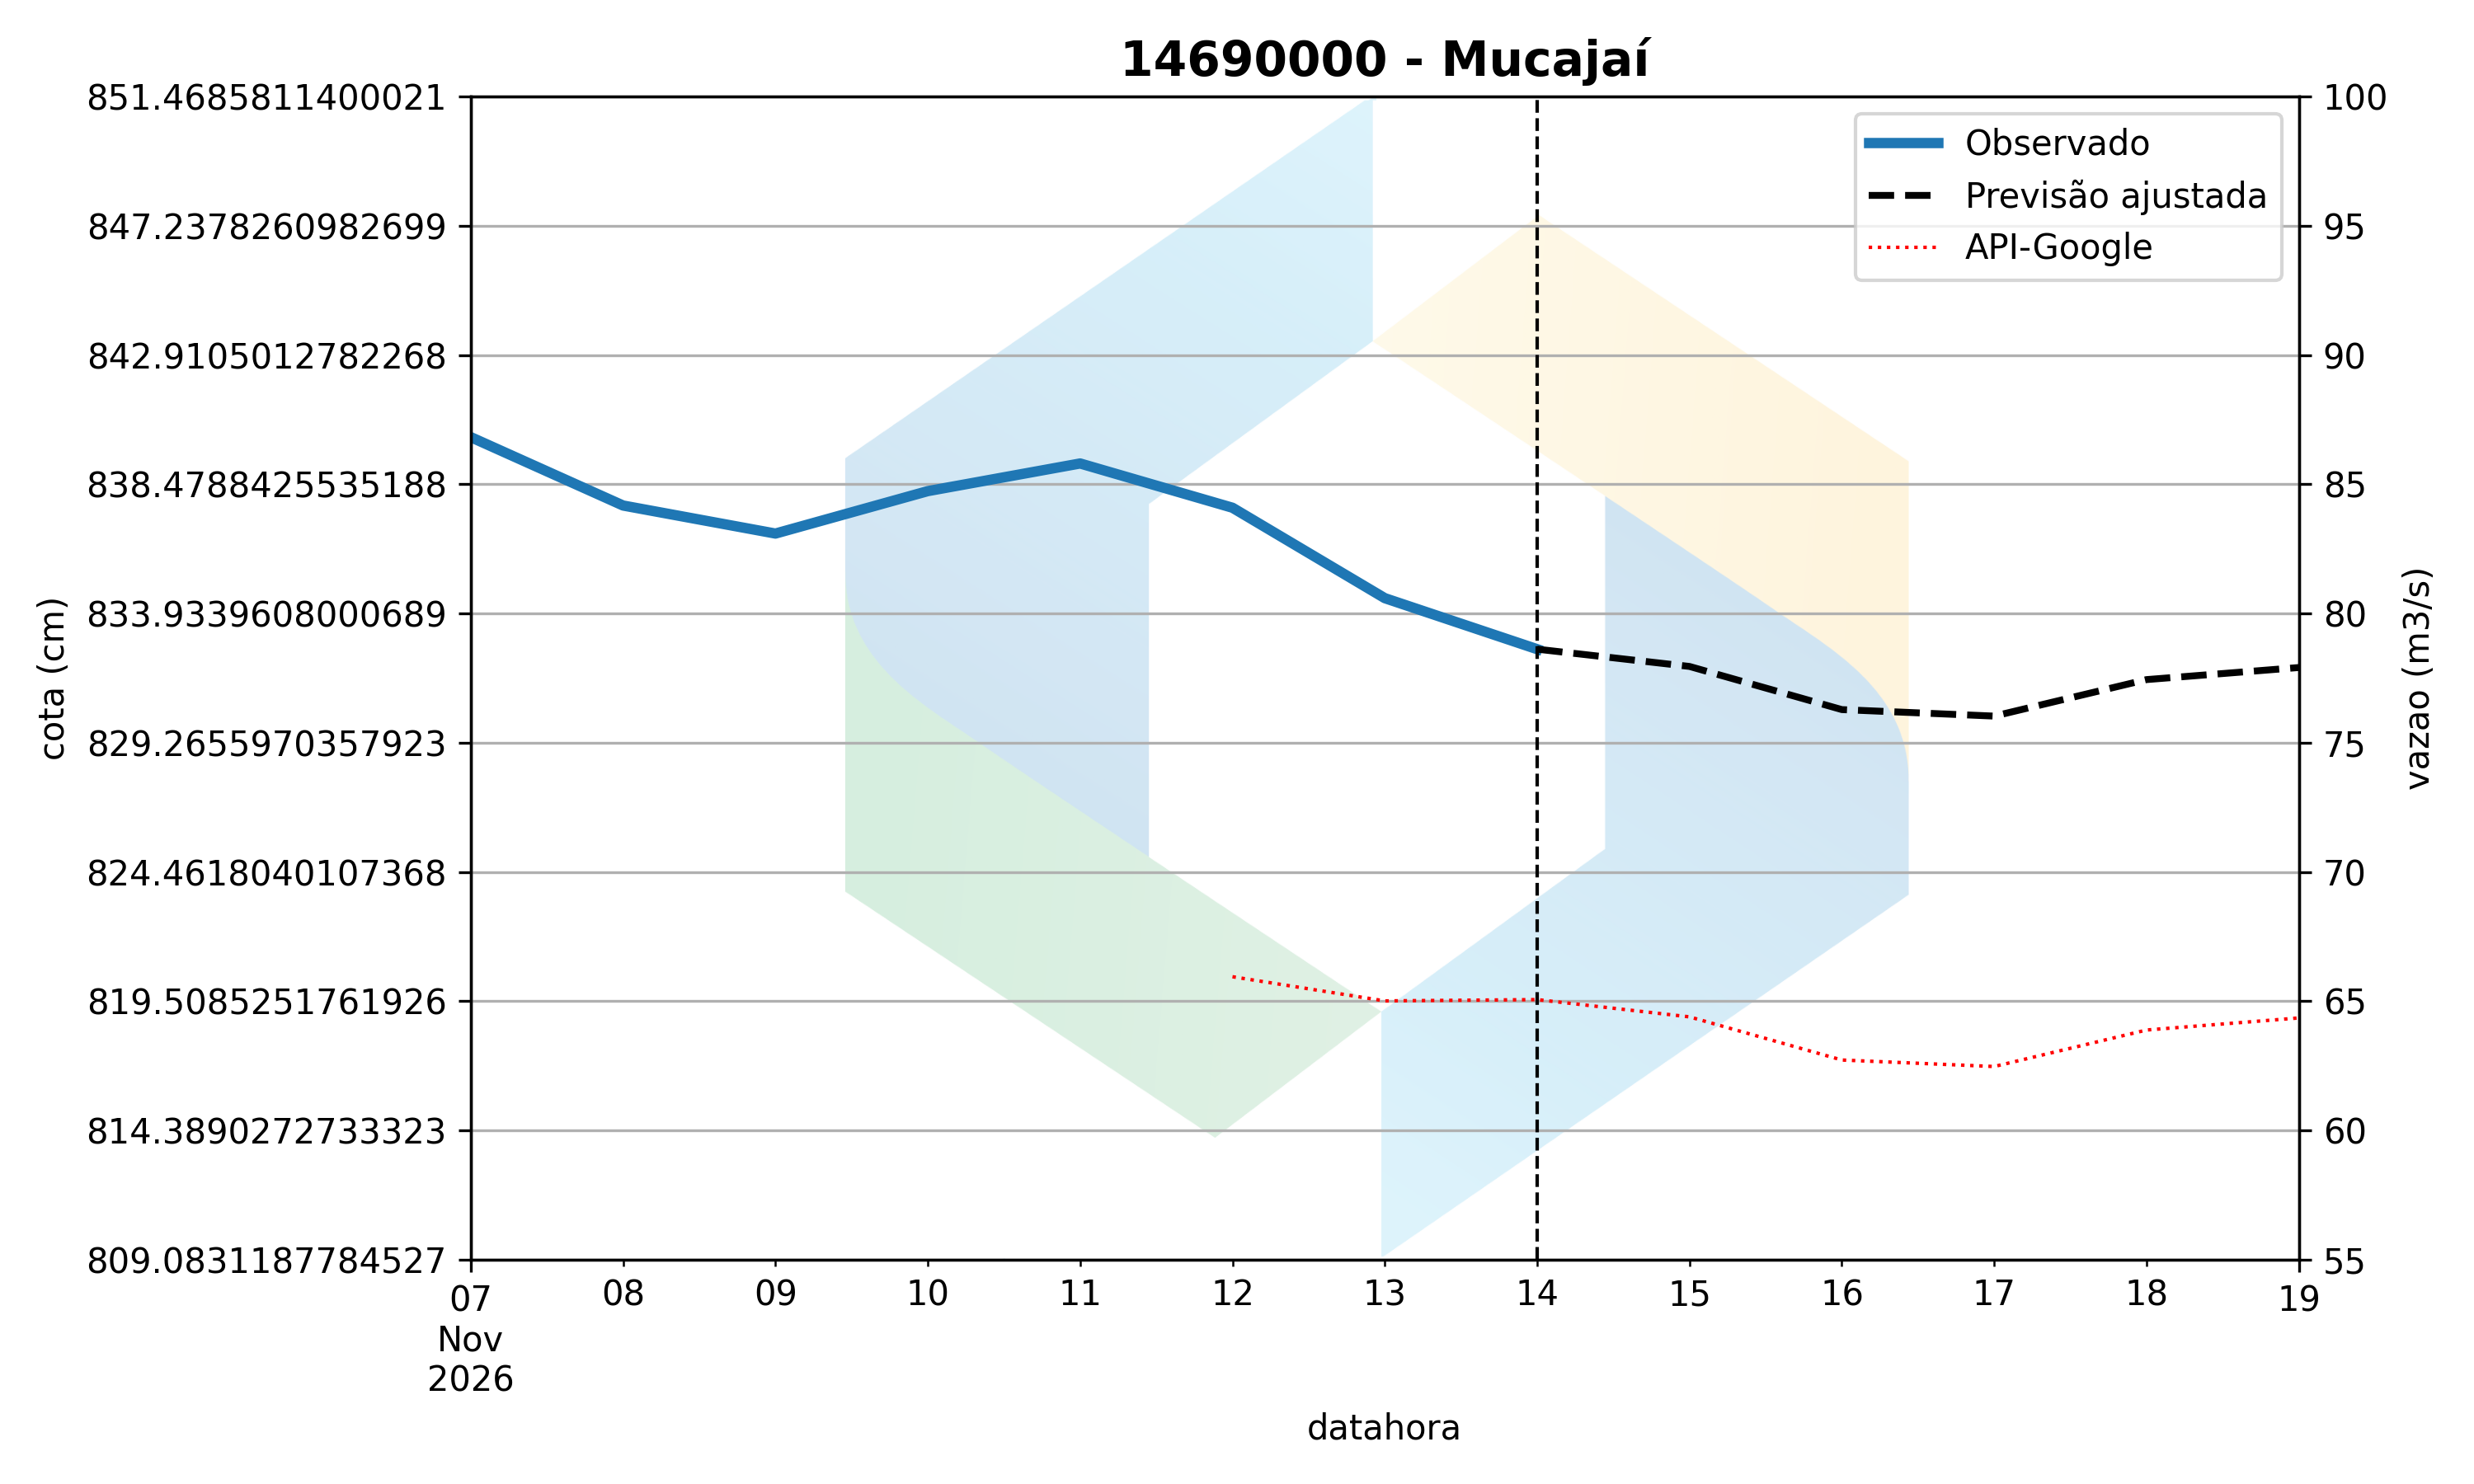 14690000 - Mucajaí
851.4685811400021
847.2378260982699
842.9105012782268
838.4788425535188
833.9339608000689
829.2655970357923
824.4618040107368
819.5085251761926
814.3890272733323
809.0831187784527
cota (cm)
100
95
90
85
80
75
70
65
60
55
vazao (m3/s)
Observado
Previsão ajustada
API-Google
07 08 09 10 11 12 13 14 15 16 17 18 19
Nov
2026
datahora